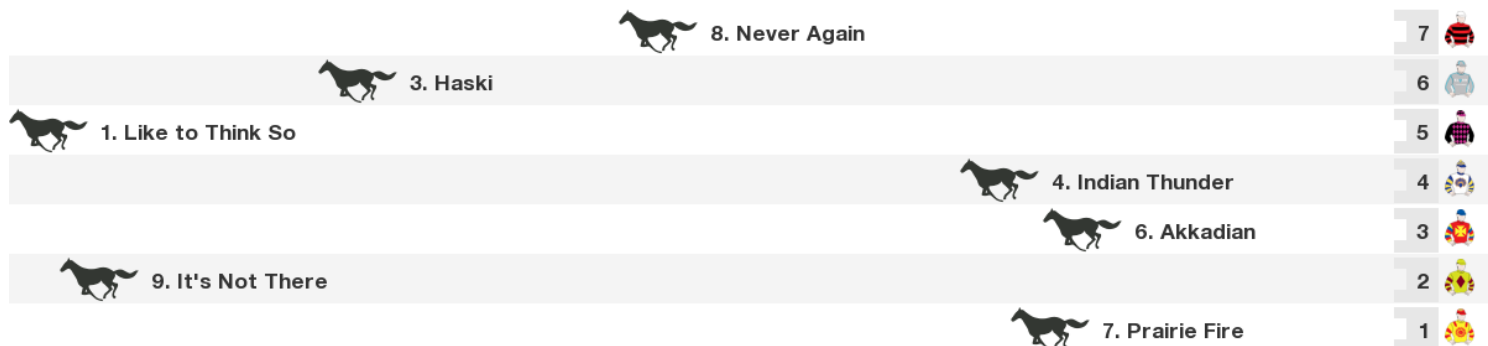 8. Never Again 7
3. Haski 6
1. Like to Think So 5
4. Indian Thunder 4
6. Akkadian 3
9. It's Not There 2
7. Prairie Fire 1